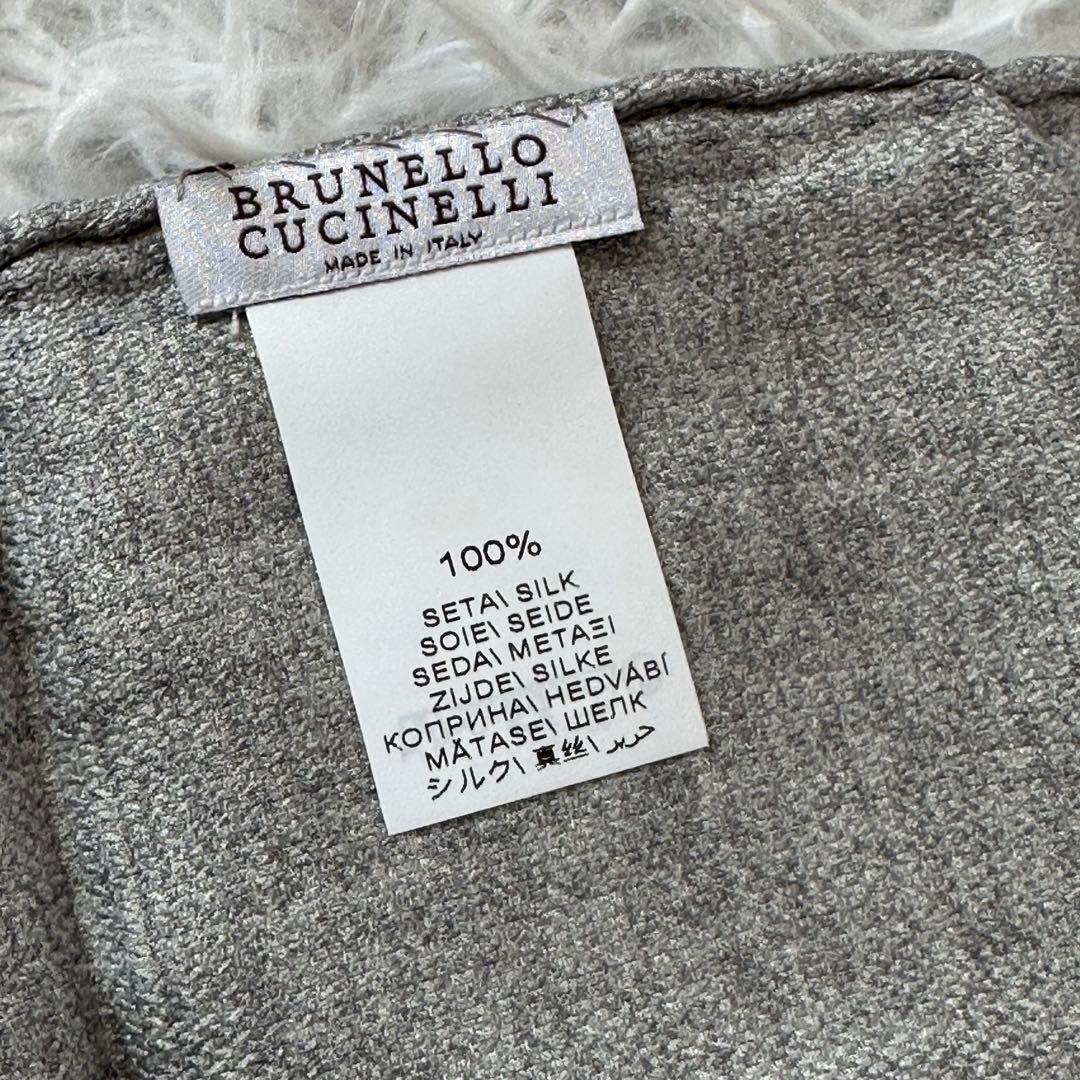 BRUNELLO
CUCINELLI
MADE IN ITALY
100%
SETA\ SILK
SOIE\ SEIDE
SEDA\ ΜΕΤΑΞΙ
ZIJDE\ SILKE
КОПРИНА\ HEDVÁBÍ
MÄTASE\ ШЕЛК
シルク\ 真丝\ حرير